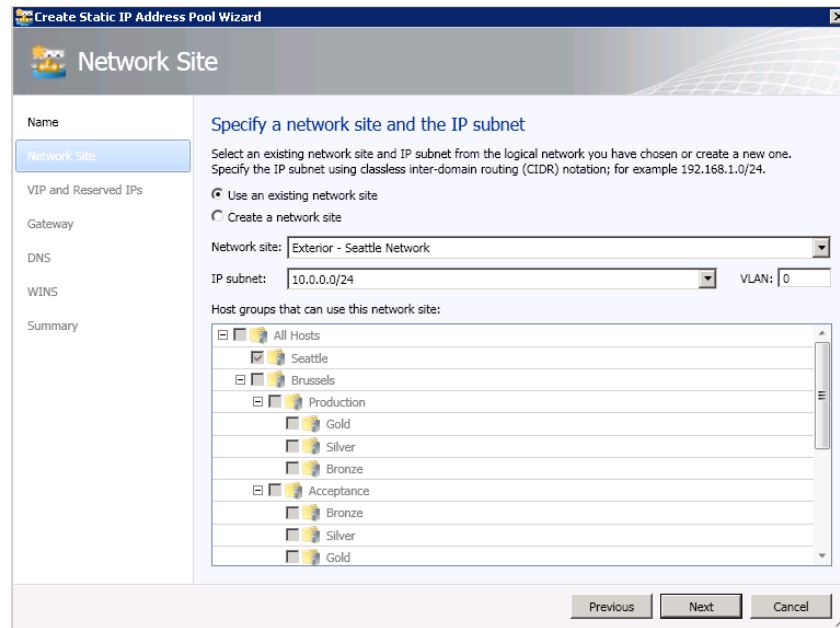 Create Static IP Address Pool Wizard
Network Site
Name
Network Site
VIP and Reserved IPs
Gateway
DNS
WINS
Summary
Specify a network site and the IP subnet
Select an existing network site and IP subnet from the logical network you have chosen or create a new one.
Specify the IP subnet using classless inter-domain routing (CIDR) notation; for example 192.168.1.0/24.
Use an existing network site
Create a network site
Network site: Exterior - Seattle Network
IP subnet: 10.0.0.0/24 VLAN: 0
Host groups that can use this network site:
All Hosts
Seattle
Brussels
Production
Gold
Silver
Bronze
Acceptance
Bronze
Silver
Gold
Previous Next Cancel